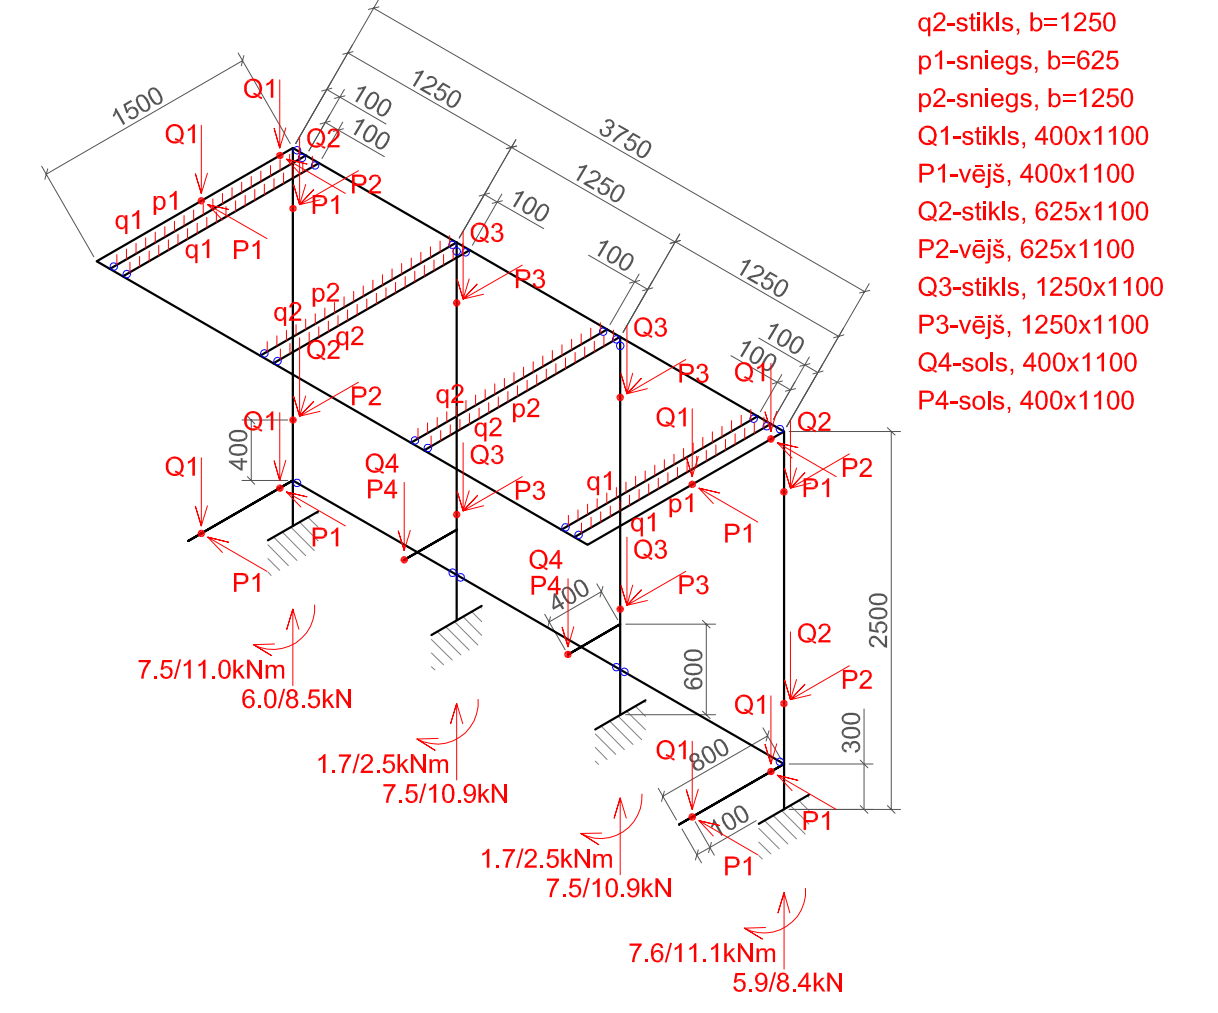 q2-stikls, b=1250
p1-sniegs, b=625
p2-sniegs, b=1250
Q1-stikls, 400x1100
P1-vējš, 400x1100
Q2-stikls, 625x1100
P2-vējš, 625x1100
Q3-stikls, 1250x1100
P3-vējš, 1250x1100
Q4-sols, 400x1100
P4-sols, 400x1100
1500
1250
3750
100
100
Q1
Q1
Q2
P2
P1
p1
q1
q1
P1
1250
100
Q3
P3
100
1250
p2
q2
q2
Q2
P2
Q3
P3
100
100
Q1
Q1
Q2
P2
P1
q2
q2
p2
Q3
P3
q1
p1
q1
P1
400
Q1
Q1
P1
P1
Q4
P4
Q3
P3
Q4
P4
400
600
2500
Q2
P2
Q1
Q1
800
100
300
P1
P1
7.5/11.0kNm
6.0/8.5kN
1.7/2.5kNm
7.5/10.9kN
1.7/2.5kNm
7.5/10.9kN
7.6/11.1kNm
5.9/8.4kN